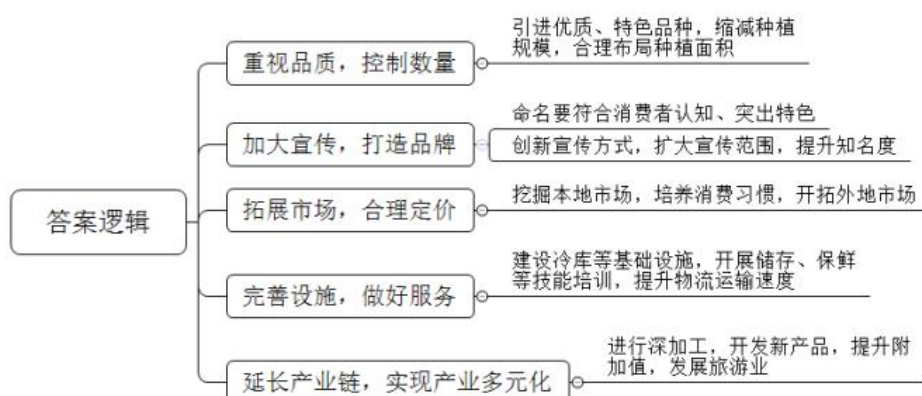 答案逻辑
重视品质，控制数量
引进优质、特色品种，缩减种植
规模，合理布局种植面积
加大宣传，打造品牌
命名要符合消费者认知、突出特色
创新宣传方式，扩大宣传范围，提升知名度
拓展市场，合理定价
挖掘本地市场，培养消费习惯，开拓外地市场
完善设施，做好服务
建设冷库等基础设施，开展储存、保鲜
等技能培训，提升物流运输速度
延长产业链，实现产业多元化
进行深加工，开发新产品，提升附
加值，发展旅游业